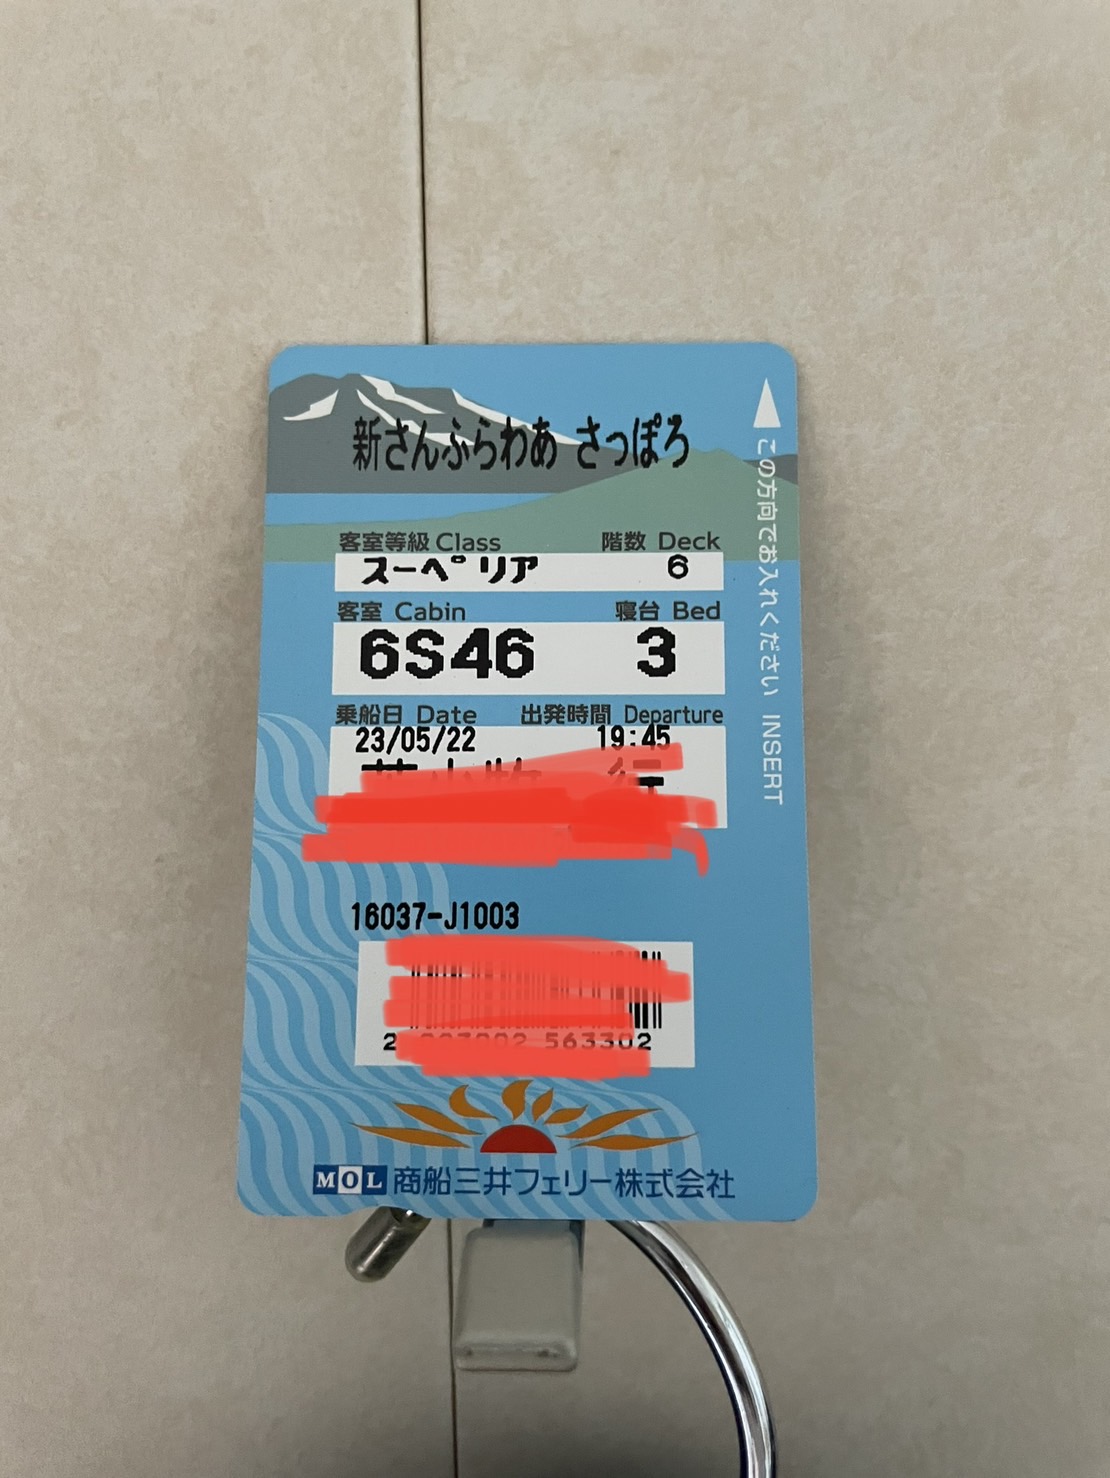 新さんふらわあ さっぽろ
客室等級 Class 階数 Deck
スーペリア 6
客室 Cabin 寝台 Bed
6S46 3
乗船日 Date 出発時間 Departure
23/05/22 19:45
16037-J1003
563302
MOL 商船三井フェリー株式会社
この方向でお入れください INSERT